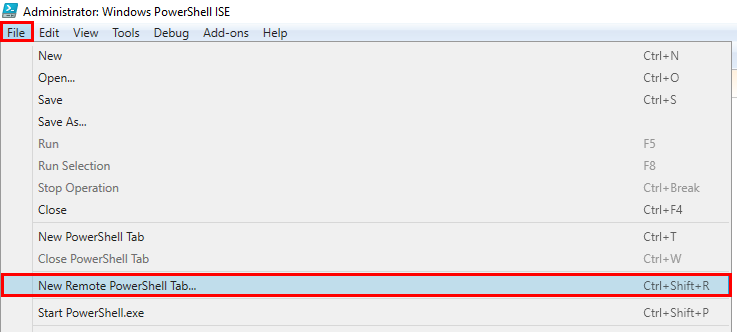 Administrator: Windows PowerShell ISE
File Edit View Tools Debug Add-ons Help
New Ctrl+N
Open... Ctrl+O
Save Ctrl+S
Save As...
Run F5
Run Selection F8
Stop Operation Ctrl+Break
Close Ctrl+F4
New PowerShell Tab Ctrl+T
Close PowerShell Tab Ctrl+W
New Remote PowerShell Tab... Ctrl+Shift+R
Start PowerShell.exe Ctrl+Shift+P